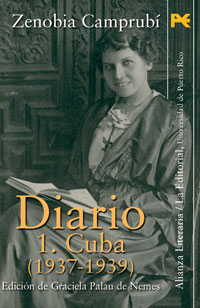 Zenobia Camprubí
Diario
1. Cuba
(1937-1939)
Edición de Graciela Palau de Nemes
Alianza Literaria / La Editorial, Universidad de Puerto Rico